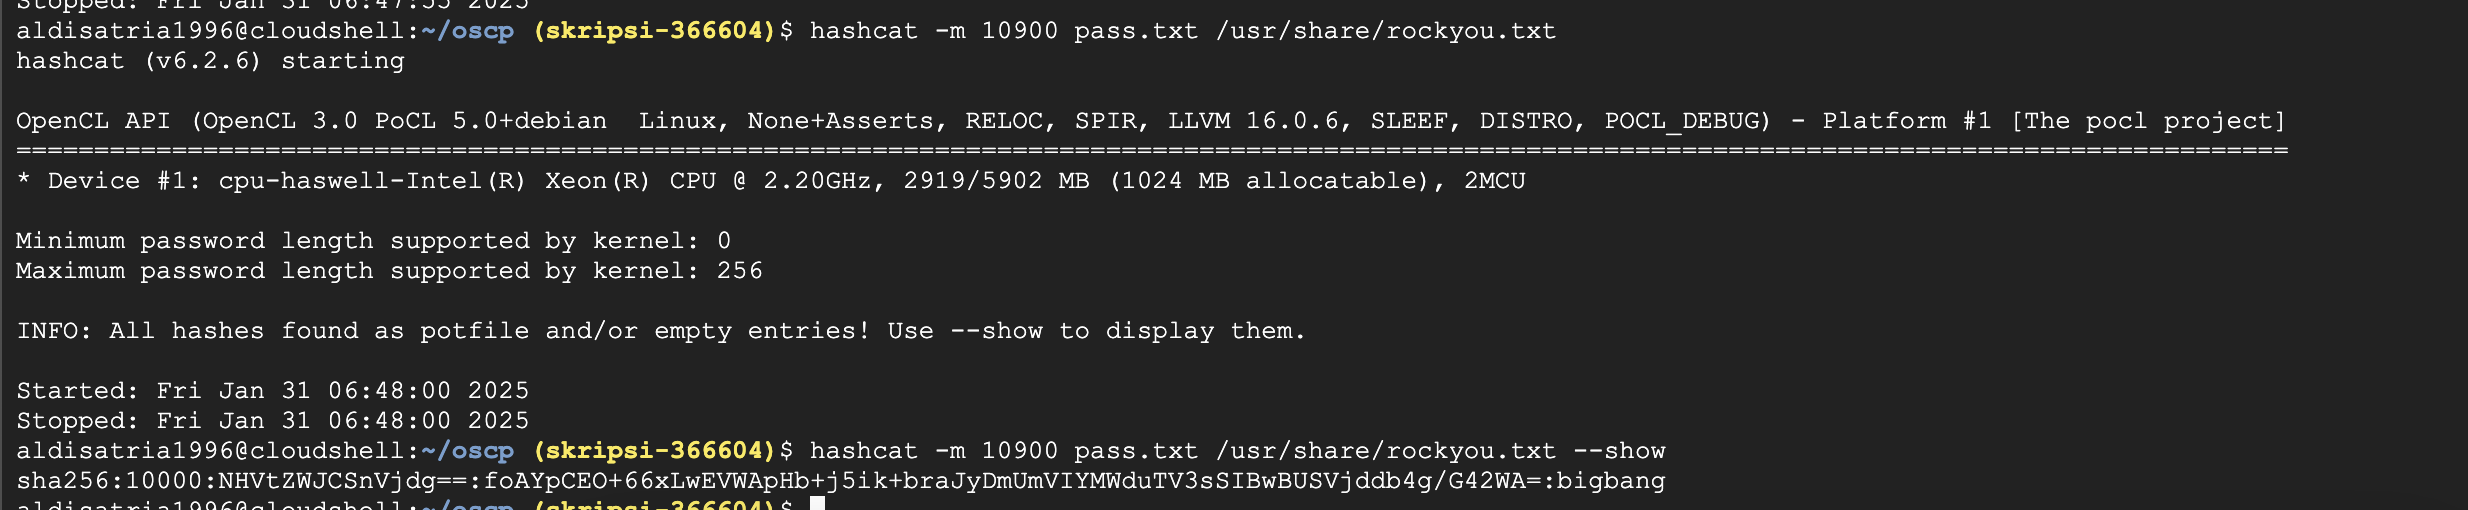 Stopped: Fri Jan 31 06:47:55 2025
aldisatria1996@cloudshell:~/oscp (skripsi-366604)$ hashcat -m 10900 pass.txt /usr/share/rockyou.txt
hashcat (v6.2.6) starting
OpenCL API (OpenCL 3.0 PoCL 5.0+debian  Linux, None+Asserts, RELOC, SPIR, LLVM 16.0.6, SLEEF, DISTRO, POCL_DEBUG) - Platform #1 [The pocl project]
==================================================================================================================================================
* Device #1: cpu-haswell-Intel(R) Xeon(R) CPU @ 2.20GHz, 2919/5902 MB (1024 MB allocatable), 2MCU
Minimum password length supported by kernel: 0
Maximum password length supported by kernel: 256
INFO: All hashes found as potfile and/or empty entries! Use --show to display them.
Started: Fri Jan 31 06:48:00 2025
Stopped: Fri Jan 31 06:48:00 2025
aldisatria1996@cloudshell:~/oscp (skripsi-366604)$ hashcat -m 10900 pass.txt /usr/share/rockyou.txt --show
sha256:10000:NHVtZWJCSnVjdg==:foAYpCEO+66xLwEVWApHb+j5ik+braJyDmUmVIYMWduTV3sSIBwBUSVjddb4g/G42WA=:bigbang
aldisatria1996@cloudshell:~/oscp (skripsi-366604)$